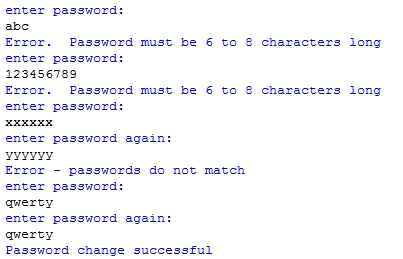 enter password:
abc
Error.  Password must be 6 to 8 characters long
enter password:
123456789
Error.  Password must be 6 to 8 characters long
enter password:
xxxxxx
enter password again:
yyyyyy
Error - passwords do not match
enter password:
qwerty
enter password again:
qwerty
Password change successful